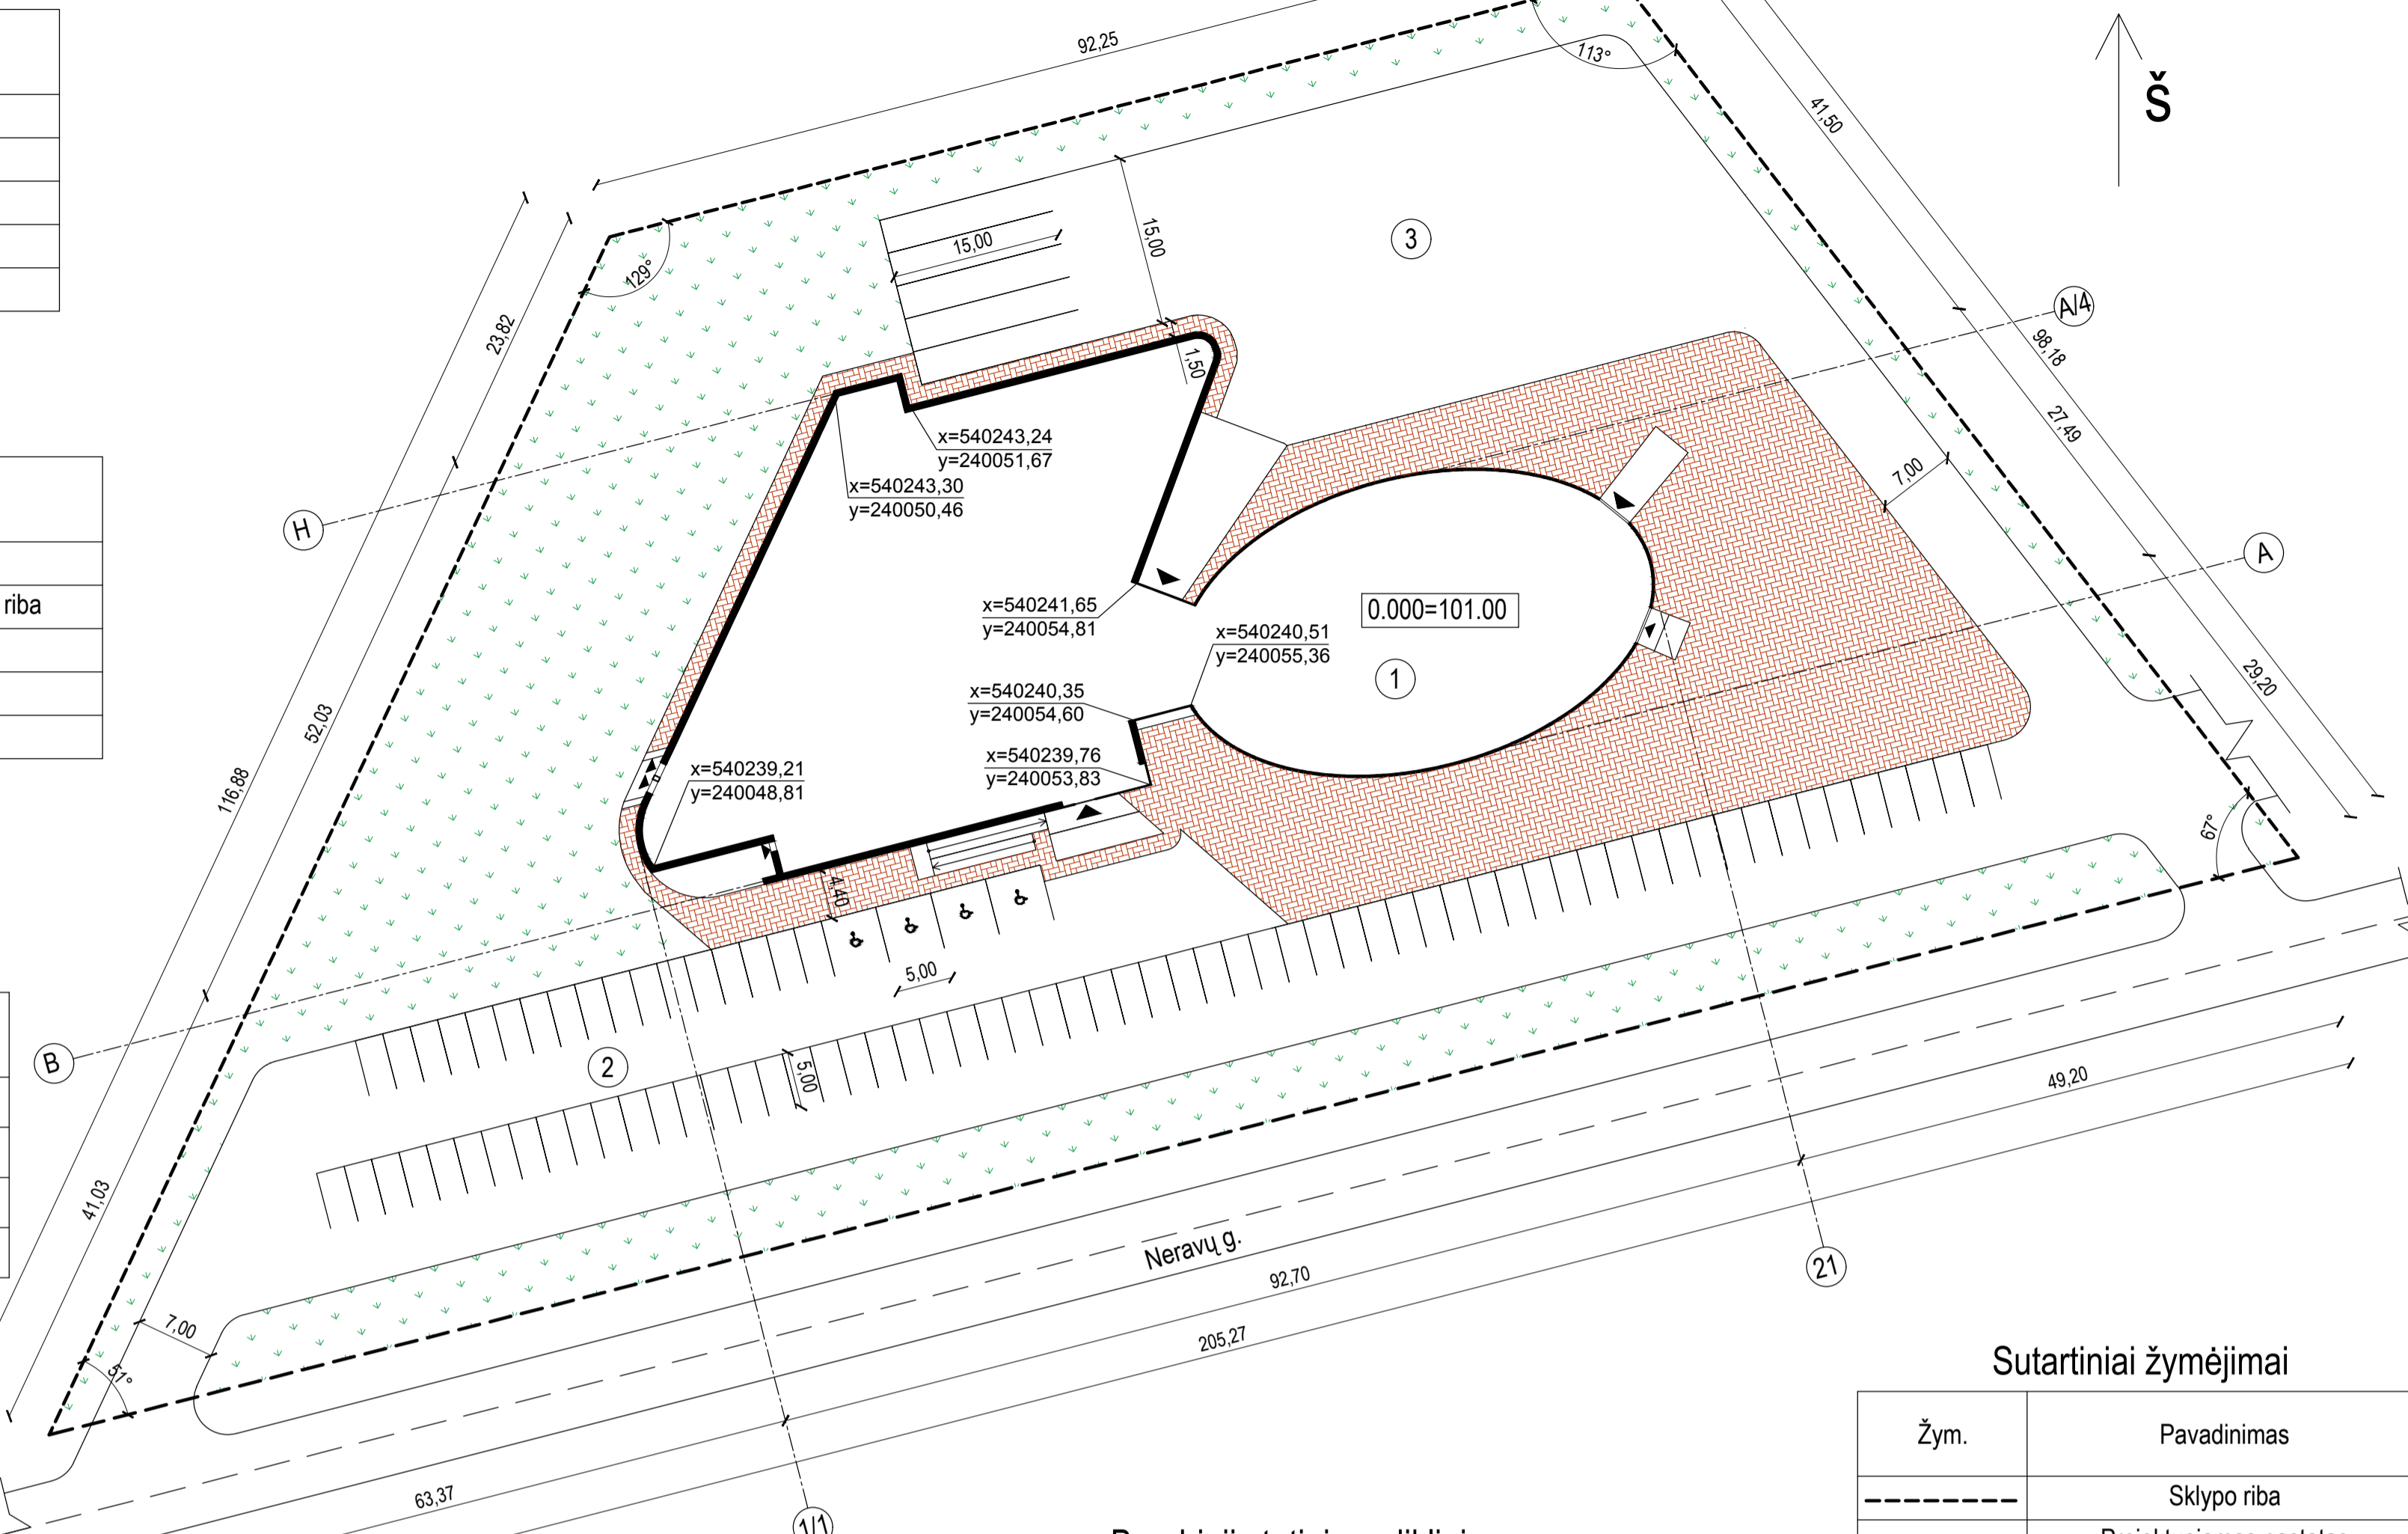 92,25
113°
41,50
Š
15,00
15,00
3
129°
23,82
A/4
98,18
1,50
27,49
x=540243,24
y=240051,67
7,00
x=540243,30
y=240050,46
H
A
riba
x=540241,65
y=240054,81
0.000=101.00
x=540240,51
y=240055,36
1
29,20
x=540240,35
y=240054,60
52,03
x=540239,76
y=240053,83
x=540239,21
y=240048,81
116,88
67°
4,40
5,00
B
2
5,00
49,20
41,03
Neravų g.
21
92,70
7,00
205,27
51°
Sutartiniai žymėjimai
Žym.
Pavadinimas
63,37
Sklypo riba
1/1